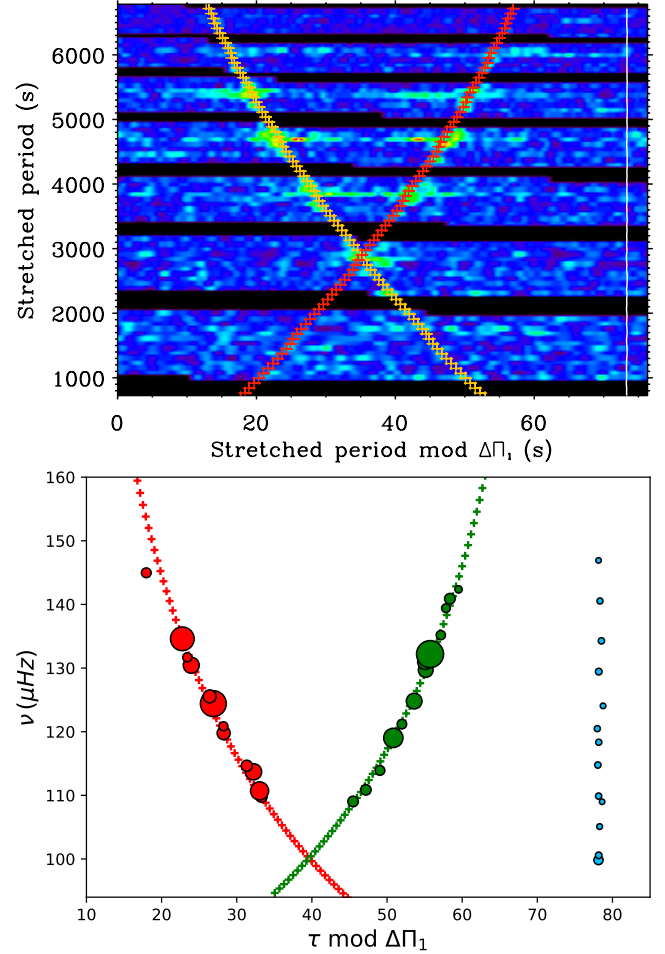 6000
5000
4000
3000
2000
1000
Stretched period (s)
0 20 40 60
Stretched period mod ΔΠ₁ (s)
160
150
140
130
120
110
100
ν (μHz)
10 20 30 40 50 60 70 80
τ mod ΔΠ₁